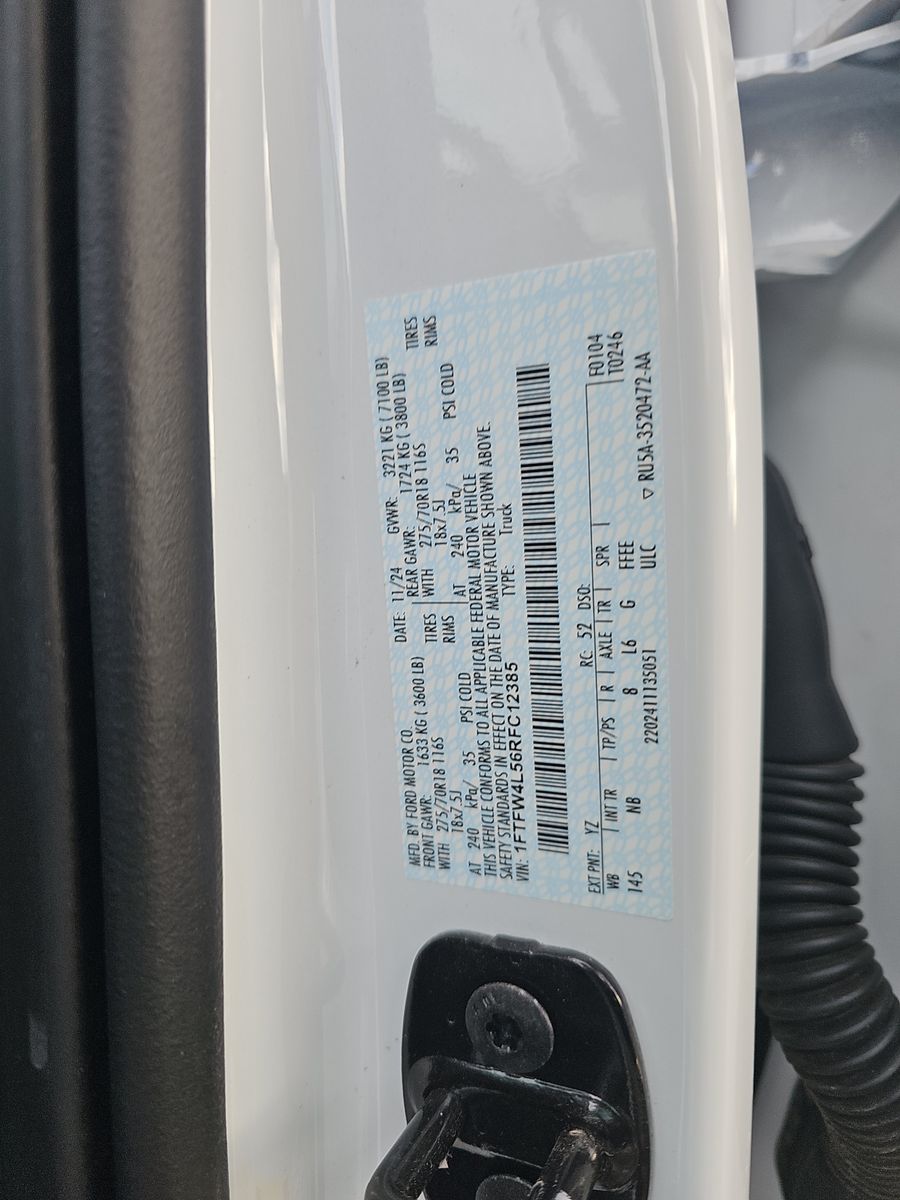 MFD. BY FORD MOTOR CO. DATE: 11/24 GVWR: 3221 KG ( 7100 LB)
FRONT GAWR: 1633 KG ( 3600 LB) REAR GAWR: 1724 KG ( 3800 LB)
WITH 275/70R18 116S TIRES WITH 275/70R18 116S TIRES
18x7.5J RIMS 18x7.5J RIMS
AT 240 kPa/ 35 PSI COLD AT 240 kPa/ 35 PSI COLD
THIS VEHICLE CONFORMS TO ALL APPLICABLE FEDERAL MOTOR VEHICLE
SAFETY STANDARDS IN EFFECT ON THE DATE OF MANUFACTURE SHOWN ABOVE.
VIN: 1FTFW4L56RFC12385 TYPE: Truck
EXT PNT: YZ RC: 52 DSO: F0104
WB INT TR TP/PS R AXLE TR SPR T0246
145 NB 8 L6 G FFEE
2202411135051 ULC ▽ RU5A-3520472-AA